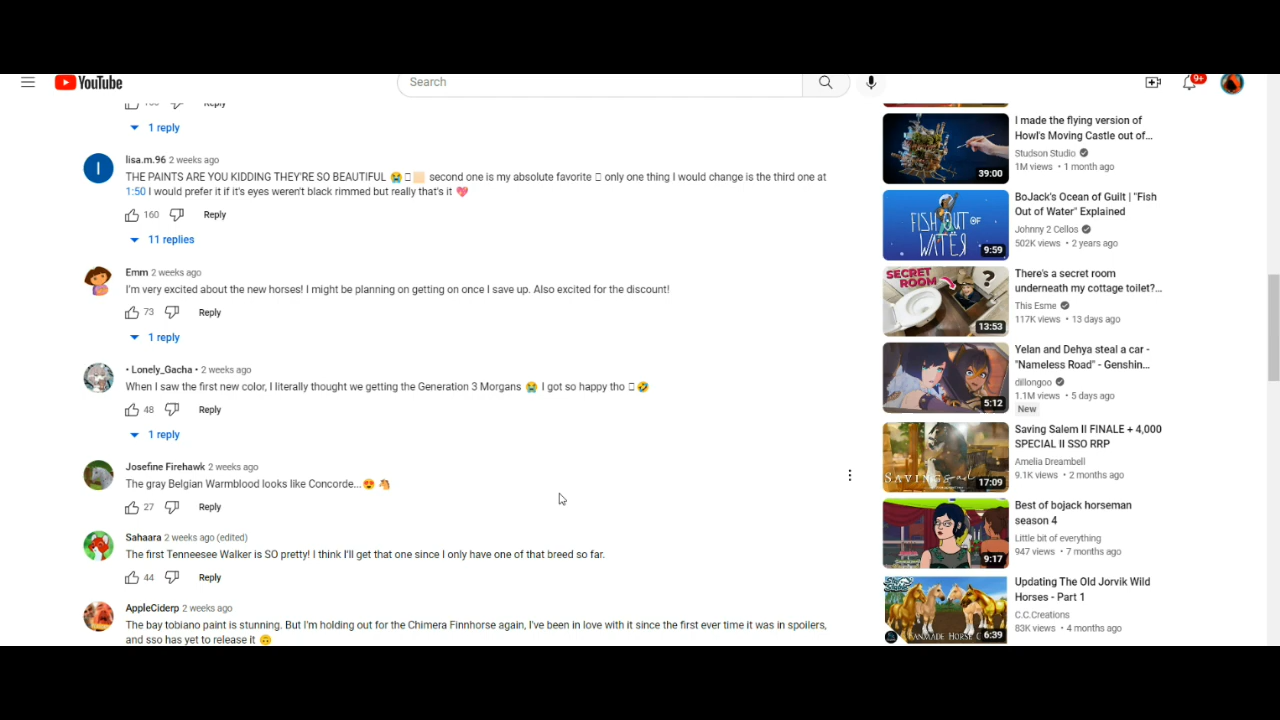 YouTube
Search
9+
Reply
1 reply
lisa.m.96 2 weeks ago
THE PAINTS ARE YOU KIDDING THEY'RE SO BEAUTIFUL 😭 second one is my absolute favorite only one thing I would change is the third one at
1:50 I would prefer it if it's eyes weren't black rimmed but really that's it 💖
160 Reply
11 replies
Emm 2 weeks ago
I'm very excited about the new horses! I might be planning on getting on once I save up. Also excited for the discount!
73 Reply
1 reply
• Lonely_Gacha • 2 weeks ago
When I saw the first new color, I literally thought we getting the Generation 3 Morgans 😭 I got so happy tho 🤣
48 Reply
1 reply
Josefine Firehawk 2 weeks ago
The gray Belgian Warmblood looks like Concorde...😍 🐴
27 Reply
Sahaara 2 weeks ago (edited)
The first Tenneesee Walker is SO pretty! I think I'll get that one since I only have one of that breed so far.
44 Reply
AppleCiderp 2 weeks ago
The bay tobiano paint is stunning. But I'm holding out for the Chimera Finnhorse again, I've been in love with it since the first ever time it was in spoilers,
and sso has yet to release it 🙃
39:00
I made the flying version of
Howl's Moving Castle out of...
Studson Studio
1M views • 1 month ago
FISH OUT OF
WATER
9:59
BoJack's Ocean of Guilt | "Fish
Out of Water" Explained
Johnny 2 Cellos
502K views • 2 years ago
SECRET
ROOM
?
13:53
There's a secret room
underneath my cottage toilet?...
This Esme
117K views • 13 days ago
5:12
Yelan and Dehya steal a car -
"Nameless Road" - Genshin...
dillongoo
1.1M views • 5 days ago
New
17:09
Saving Salem II FINALE + 4,000
SPECIAL II SSO RRP
Amelia Dreambell
9.1K views • 2 months ago
9:17
Best of bojack horseman
season 4
Little bit of everything
947 views • 7 months ago
6:39
Updating The Old Jorvik Wild
Horses - Part 1
C.C.Creations
83K views • 4 months ago